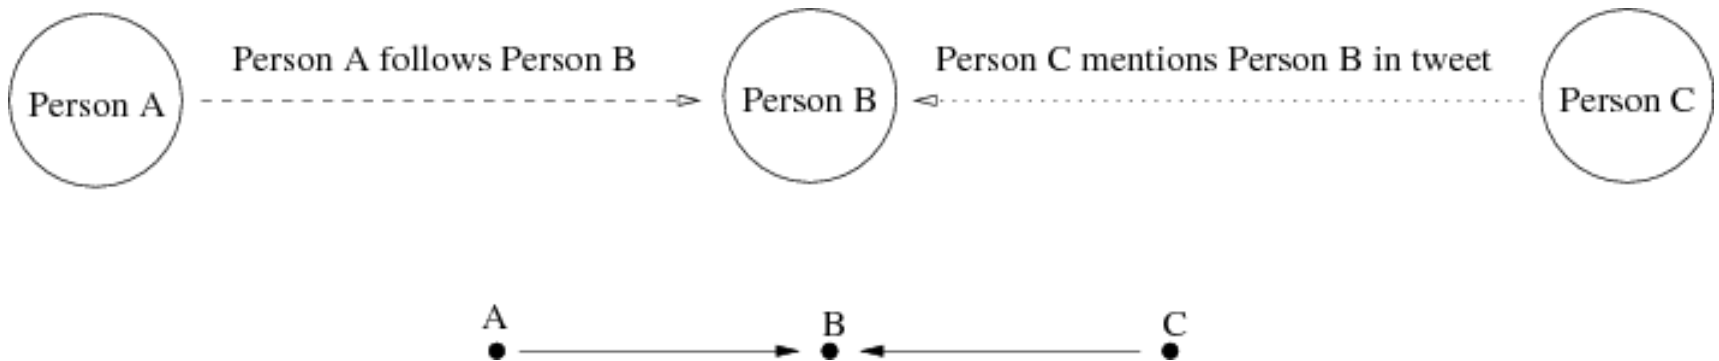 Person A follows Person B
Person C mentions Person B in tweet
Person A
Person B
Person C
A
B
C